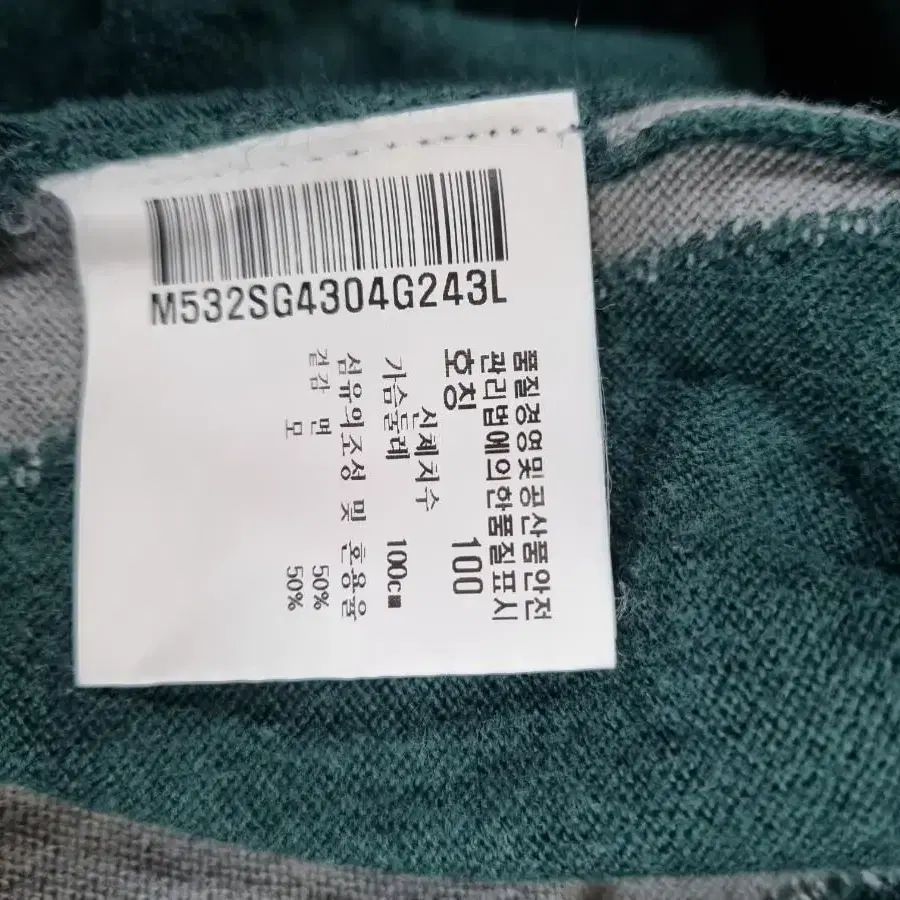 M532SG4304G243L
품질경영및공산품안전
관리법에의한품질표시
호칭 100
신체치수
가슴둘레 100c■
섬유의조성 및 혼용율
겉감 면 50%
모 50%